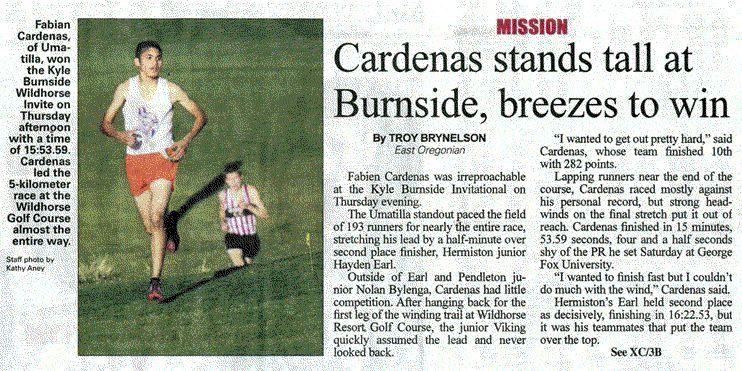 Fabian
Cardenas,
of Uma-
tilla, won
the Kyle
Burnside
Wildhorse
Invite on
Thursday
afternoon
with a time
of 15:53.59.
Cardenas
led the
5-kilometer
race at the
Wildhorse
Golf Course
almost the
entire way.
Staff photo by
Kathy Aney
MISSION
Cardenas stands tall at
Burnside, breezes to win
By TROY BRYNELSON
East Oregonian
Fabien Cardenas was irreproachable
at the Kyle Burnside Invitational on
Thursday evening.
The Umatilla standout paced the field
of 193 runners for nearly the entire race,
stretching his lead by a half-minute over
second place finisher, Hermiston junior
Hayden Earl.
Outside of Earl and Pendleton ju-
nior Nolan Bylenga, Cardenas had little
competition. After hanging back for the
first leg of the winding trail at Wildhorse
Resort Golf Course, the junior Viking
quickly assumed the lead and never
looked back.
“I wanted to get out pretty hard,” said
Cardenas, whose team finished 10th
with 282 points.
Lapping runners near the end of the
course, Cardenas raced mostly against
his personal record, but strong head-
winds on the final stretch put it out of
reach. Cardenas finished in 15 minutes,
53.59 seconds, four and a half seconds
shy of the PR he set Saturday at George
Fox University.
“I wanted to finish fast but I couldn’t
do much with the wind,” Cardenas said.
Hermiston’s Earl held second place
as decisively, finishing in 16:22.53, but
it was his teammates that put the team
over the top.
See XC/3B